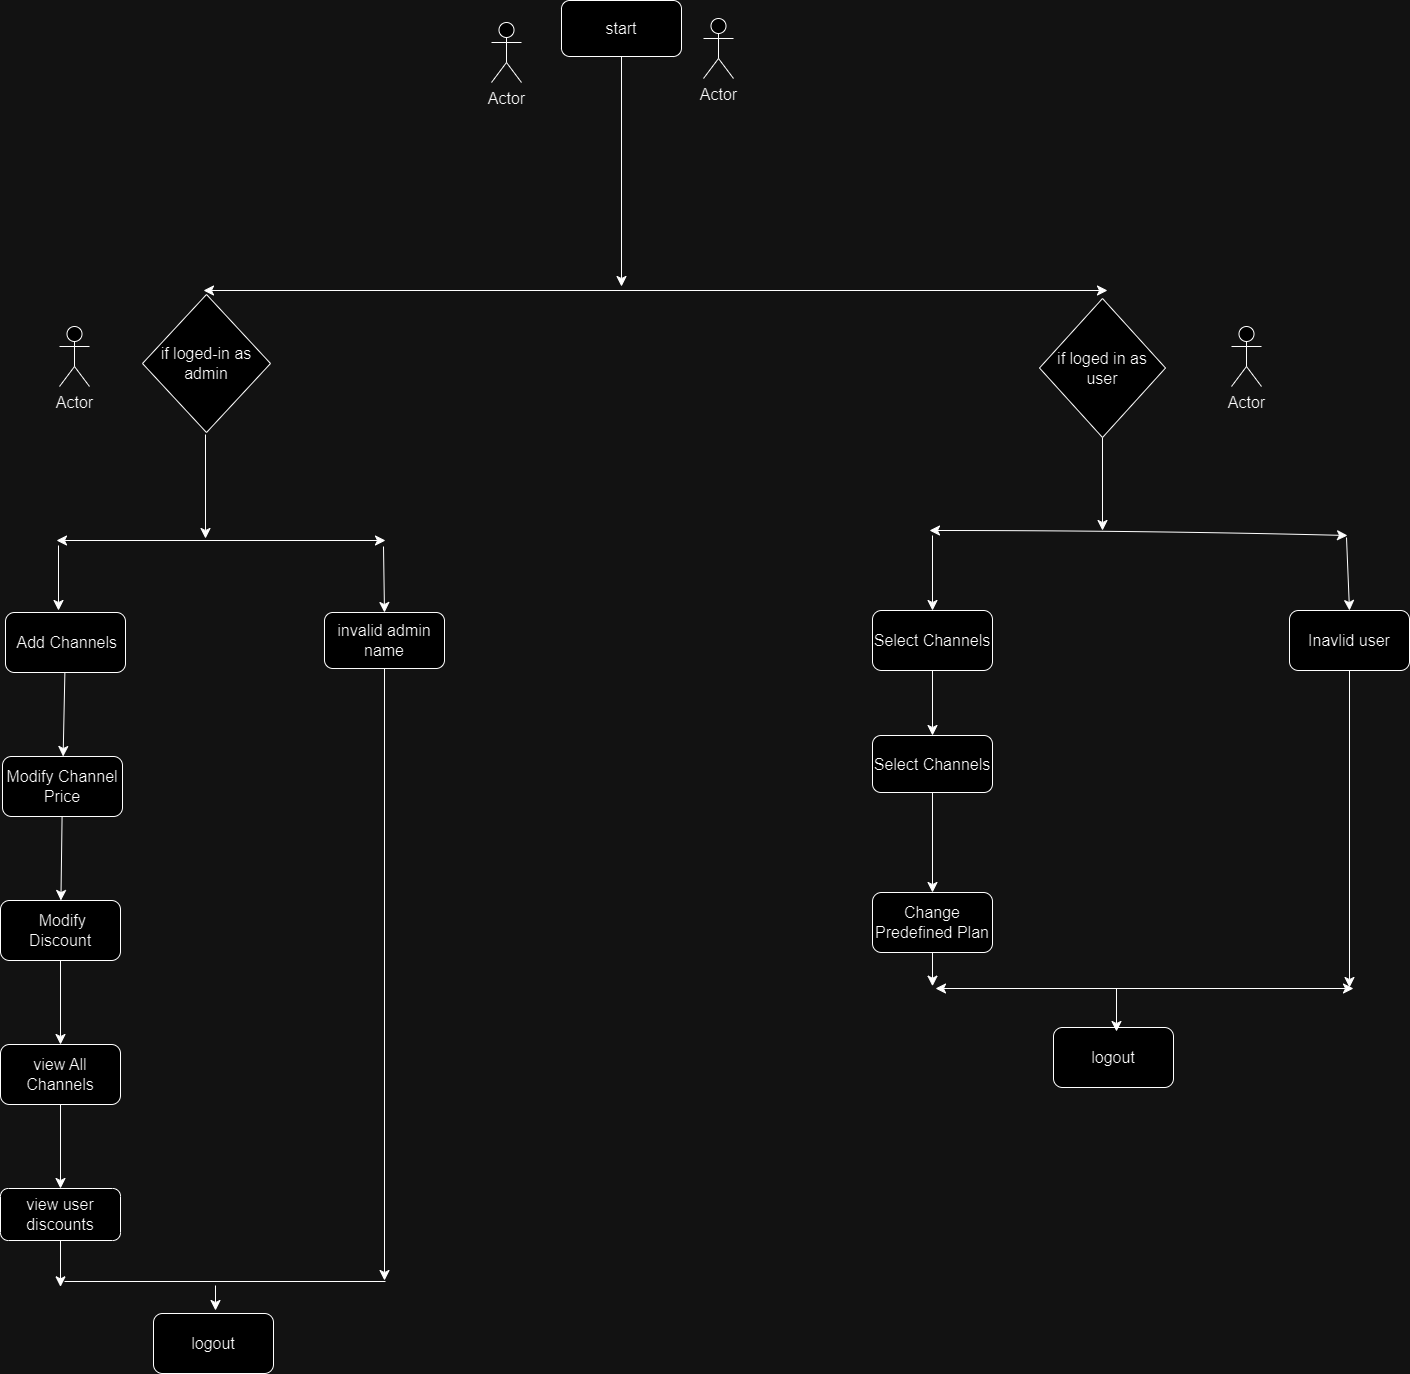 start
Actor
Actor
if loged-in as
admin
Actor
if loged in as
user
Actor
Add Channels
invalid admin
name
Select Channels
Inavlid user
Modify Channel
Price
Select Channels
Modify
Discount
Change
Predefined Plan
view All
Channels
logout
view user
discounts
logout